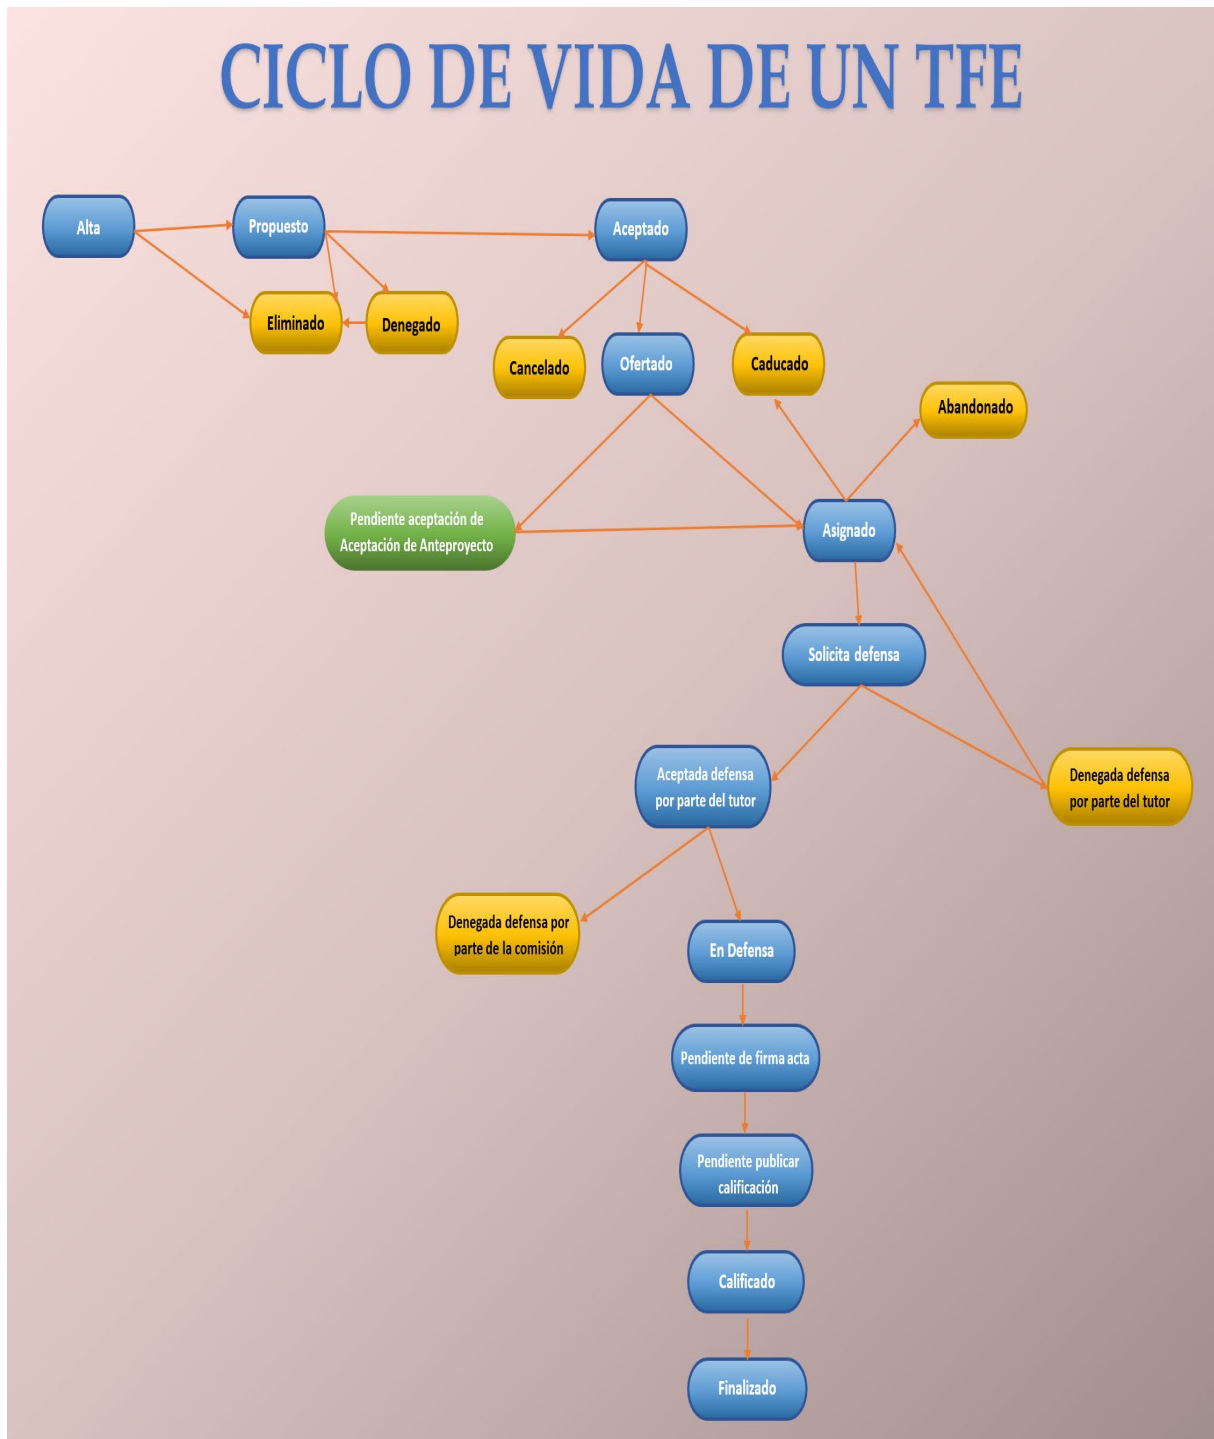 CICLO DE VIDA DE UN TFE
Alta
Propuesto
Aceptado
Eliminado
Denegado
Cancelado
Ofertado
Caducado
Abandonado
Pendiente aceptación de
Aceptación de Anteproyecto
Asignado
Solicita defensa
Aceptada defensa
por parte del tutor
Denegada defensa
por parte del tutor
Denegada defensa por
parte de la comisión
En Defensa
Pendiente de firma acta
Pendiente publicar
calificación
Calificado
Finalizado